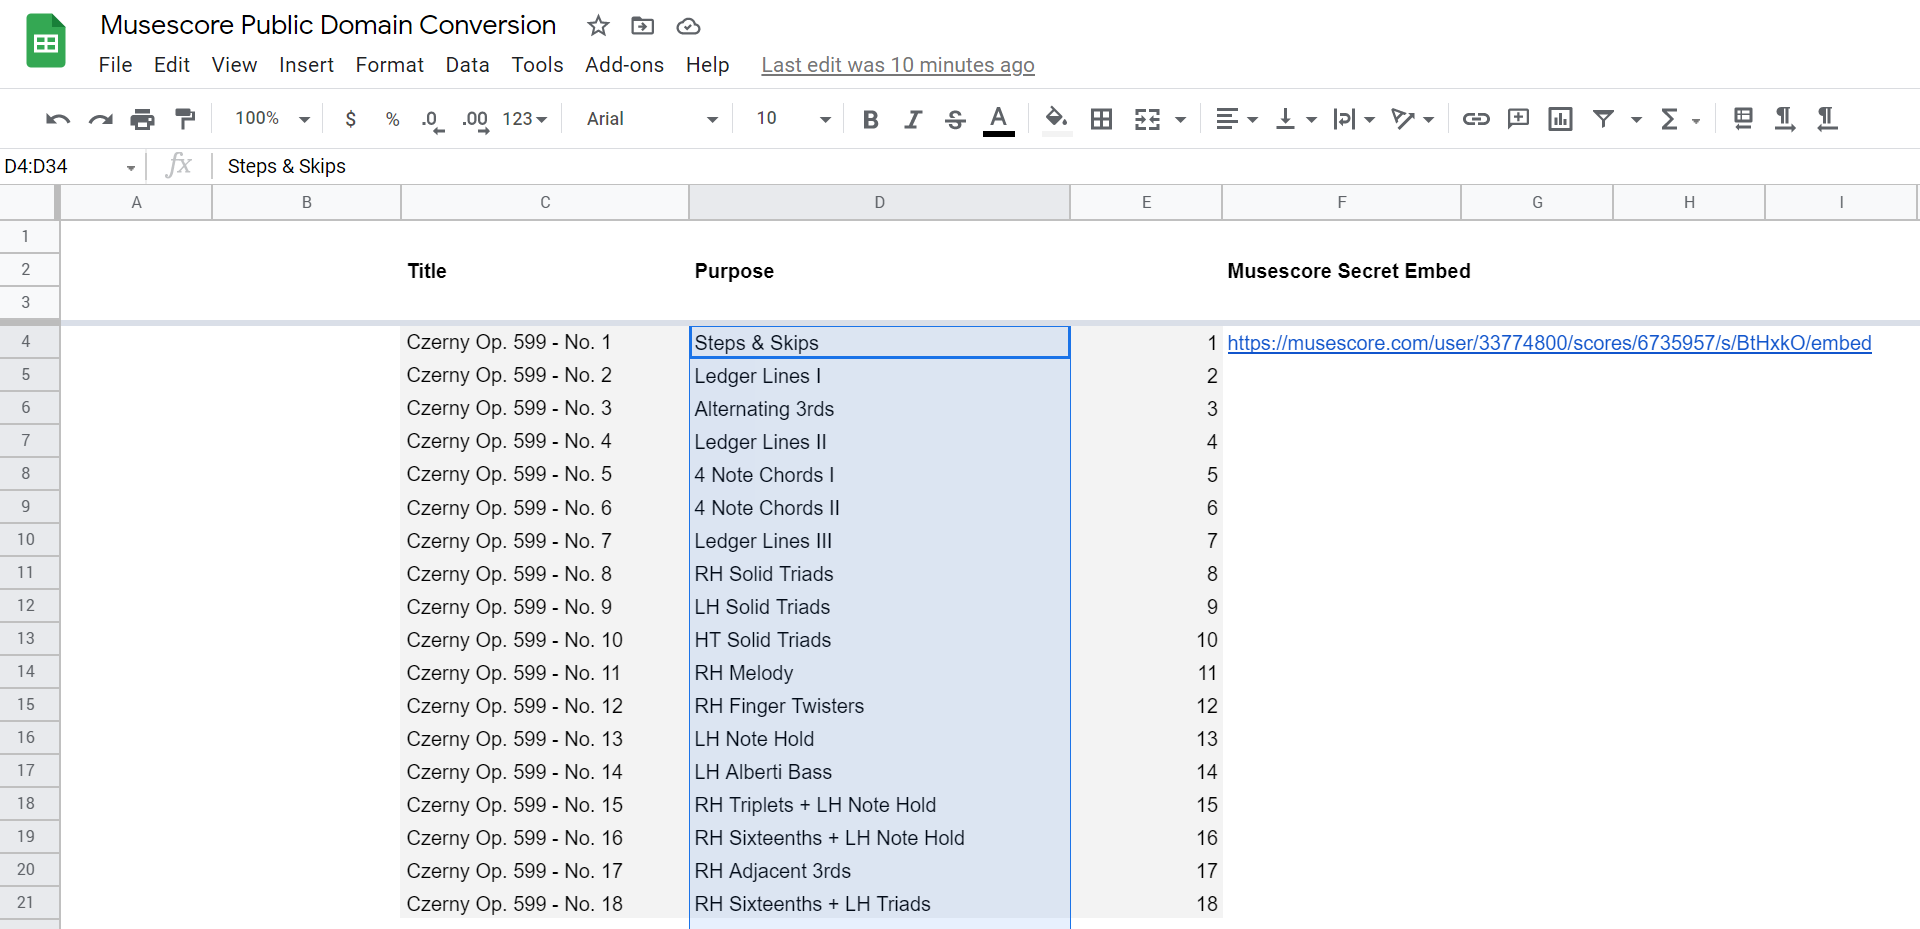 Musescore Public Domain Conversion
File Edit View Insert Format Data Tools Add-ons Help Last edit was 10 minutes ago
100% $ % .0 .00 123 Arial 10 B I S A
D4:D34 fx Steps & Skips
A B C D E F G H I
1
2 Title Purpose Musescore Secret Embed
3
4 Czerny Op. 599 - No. 1 Steps & Skips 1 https://musescore.com/user/33774800/scores/6735957/s/BtHxkO/embed
5 Czerny Op. 599 - No. 2 Ledger Lines I 2
6 Czerny Op. 599 - No. 3 Alternating 3rds 3
7 Czerny Op. 599 - No. 4 Ledger Lines II 4
8 Czerny Op. 599 - No. 5 4 Note Chords I 5
9 Czerny Op. 599 - No. 6 4 Note Chords II 6
10 Czerny Op. 599 - No. 7 Ledger Lines III 7
11 Czerny Op. 599 - No. 8 RH Solid Triads 8
12 Czerny Op. 599 - No. 9 LH Solid Triads 9
13 Czerny Op. 599 - No. 10 HT Solid Triads 10
14 Czerny Op. 599 - No. 11 RH Melody 11
15 Czerny Op. 599 - No. 12 RH Finger Twisters 12
16 Czerny Op. 599 - No. 13 LH Note Hold 13
17 Czerny Op. 599 - No. 14 LH Alberti Bass 14
18 Czerny Op. 599 - No. 15 RH Triplets + LH Note Hold 15
19 Czerny Op. 599 - No. 16 RH Sixteenths + LH Note Hold 16
20 Czerny Op. 599 - No. 17 RH Adjacent 3rds 17
21 Czerny Op. 599 - No. 18 RH Sixteenths + LH Triads 18